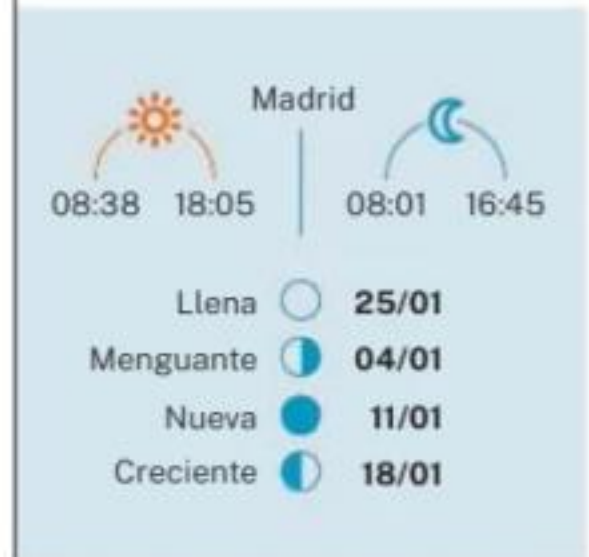 Madrid
08:38 18:05 08:01 16:45
Llena 25/01
Menguante 04/01
Nueva 11/01
Creciente 18/01